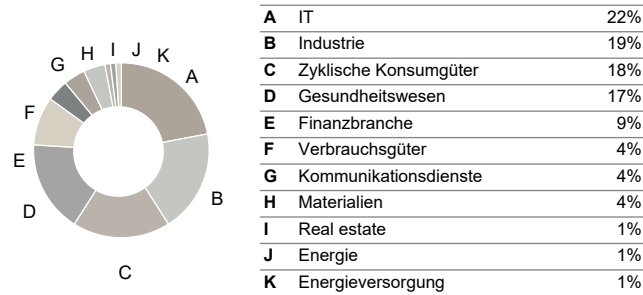 H I J K
G A
F
E B
D
C
A IT 22%
B Industrie 19%
C Zyklische Konsumgüter 18%
D Gesundheitswesen 17%
E Finanzbranche 9%
F Verbrauchsgüter 4%
G Kommunikationsdienste 4%
H Materialien 4%
I Real estate 1%
J Energie 1%
K Energieversorgung 1%